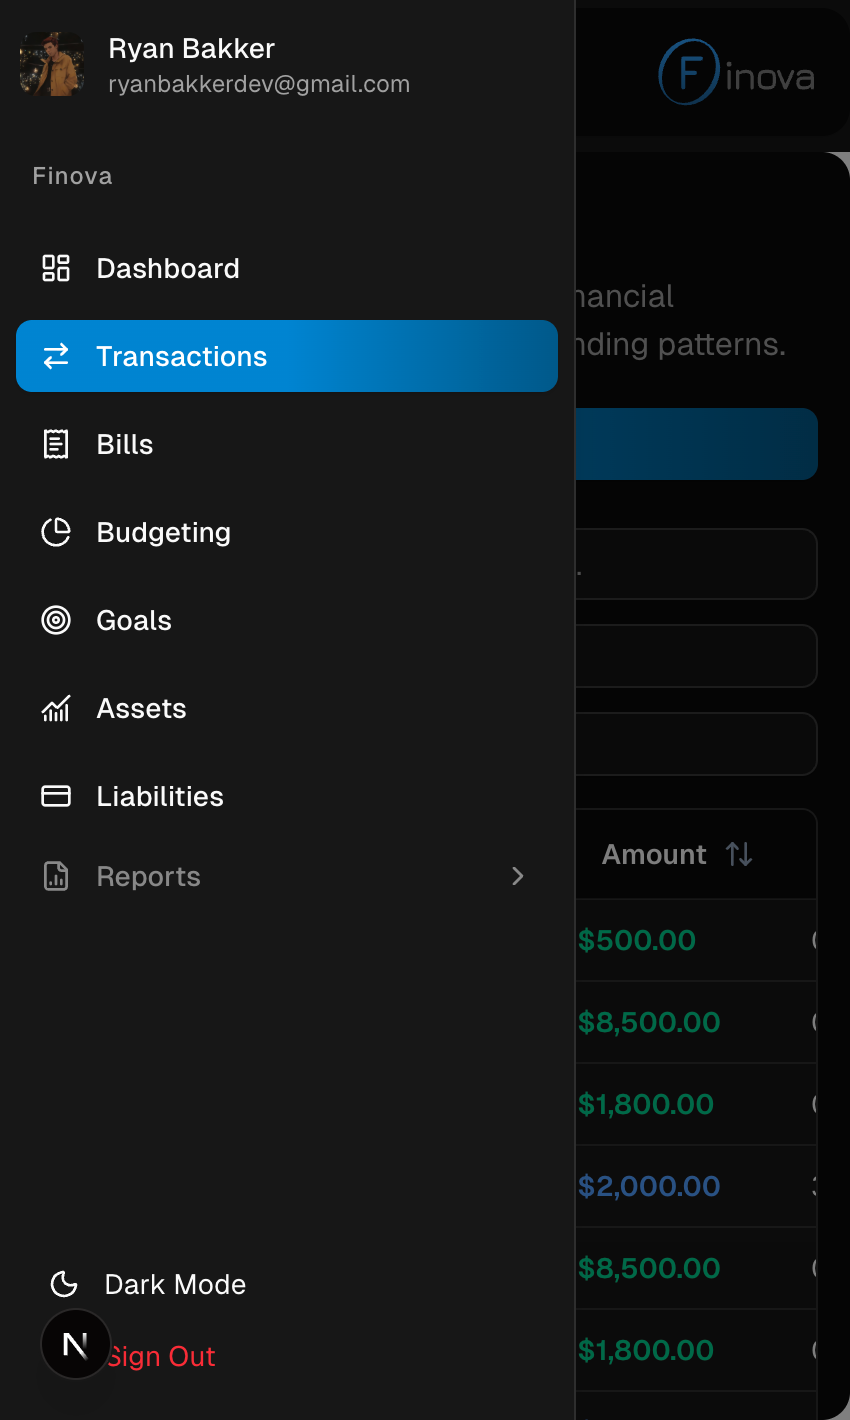 Ryan Bakker
ryanbakkerdev@gmail.com
Finova
Finova
Dashboard
Transactions
Bills
Budgeting
Goals
Assets
Liabilities
Reports
nancial
nding patterns.
.
Amount
$500.00
$8,500.00
$1,800.00
$2,000.00
$8,500.00
$1,800.00
Dark Mode
N
Sign Out